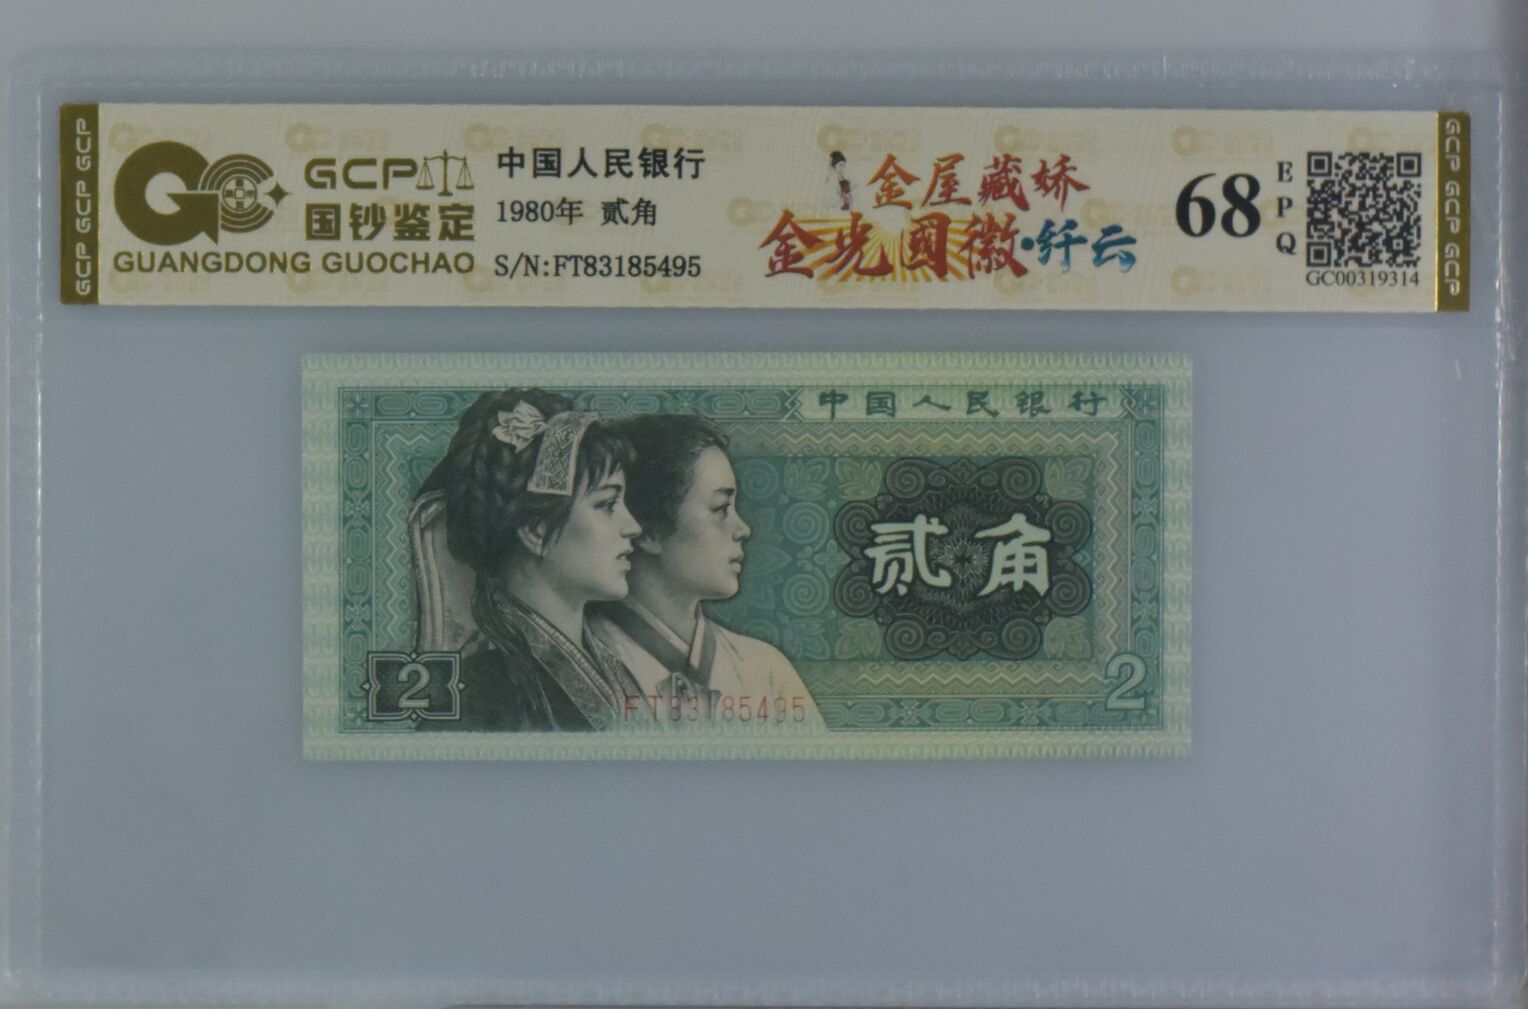 GCP GCP GCP
GCP
国钞鉴定
GUANGDONG GUOCHAO
中国人民银行
1980年 贰角
S/N:FT83185495
金屋藏娇
金光國徽·纤云
68
EPQ
GC00319314
GCP GCP GCP
中国人民银行
贰角
2
2
FT83185495